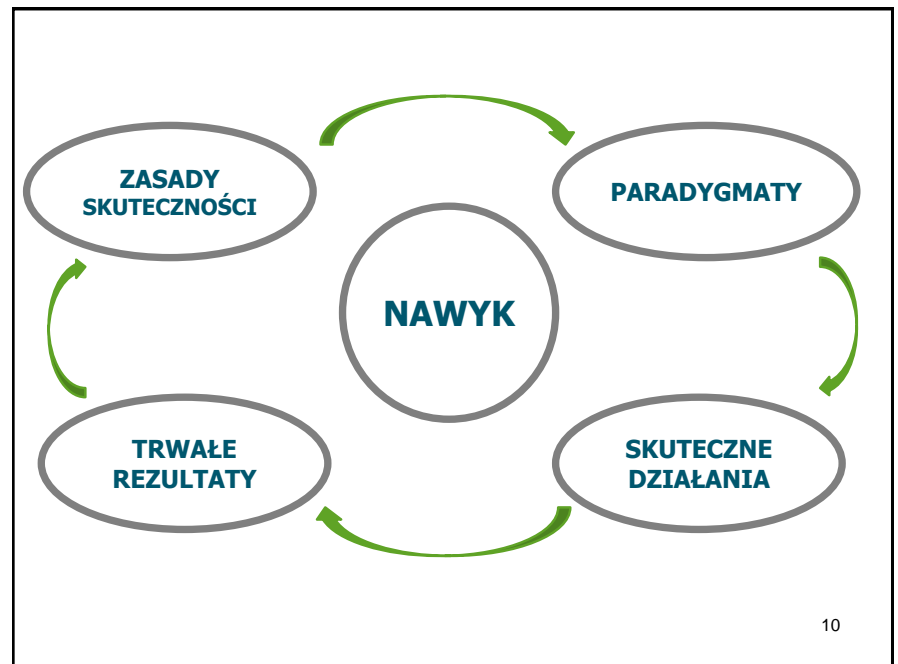 ZASADY
SKUTECZNOŚCI
PARADYGMATY
NAWYK
TRWAŁE
REZULTATY
SKUTECZNE
DZIAŁANIA
10